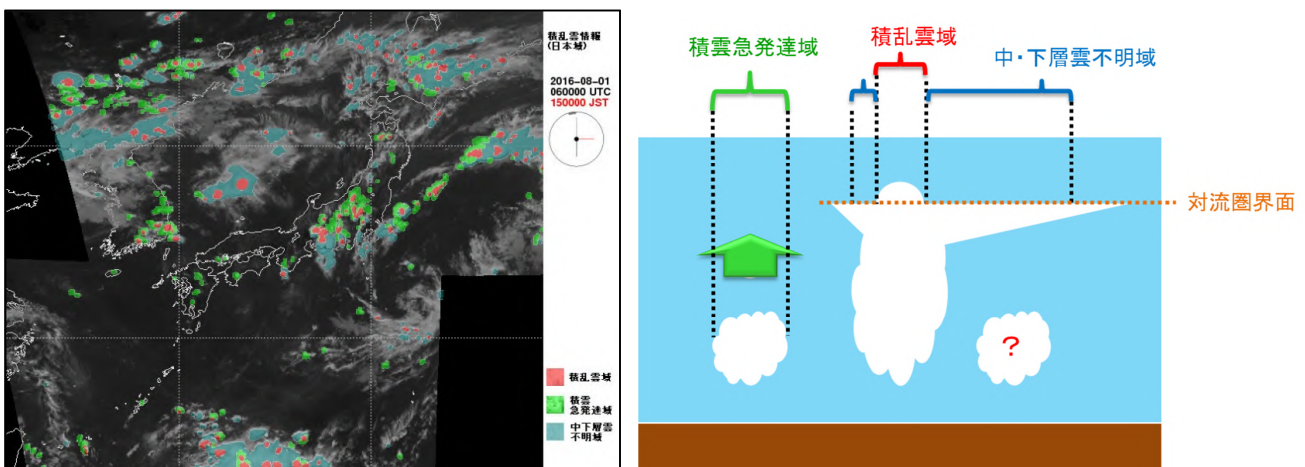 積乱雲情報
(日本域)
2016-08-01
060000 UTC
150000 JST
積乱雲域
積雲
急発達域
中下層雲
不明域
積雲急発達域
積乱雲域
中・下層雲不明域
対流圏界面
?